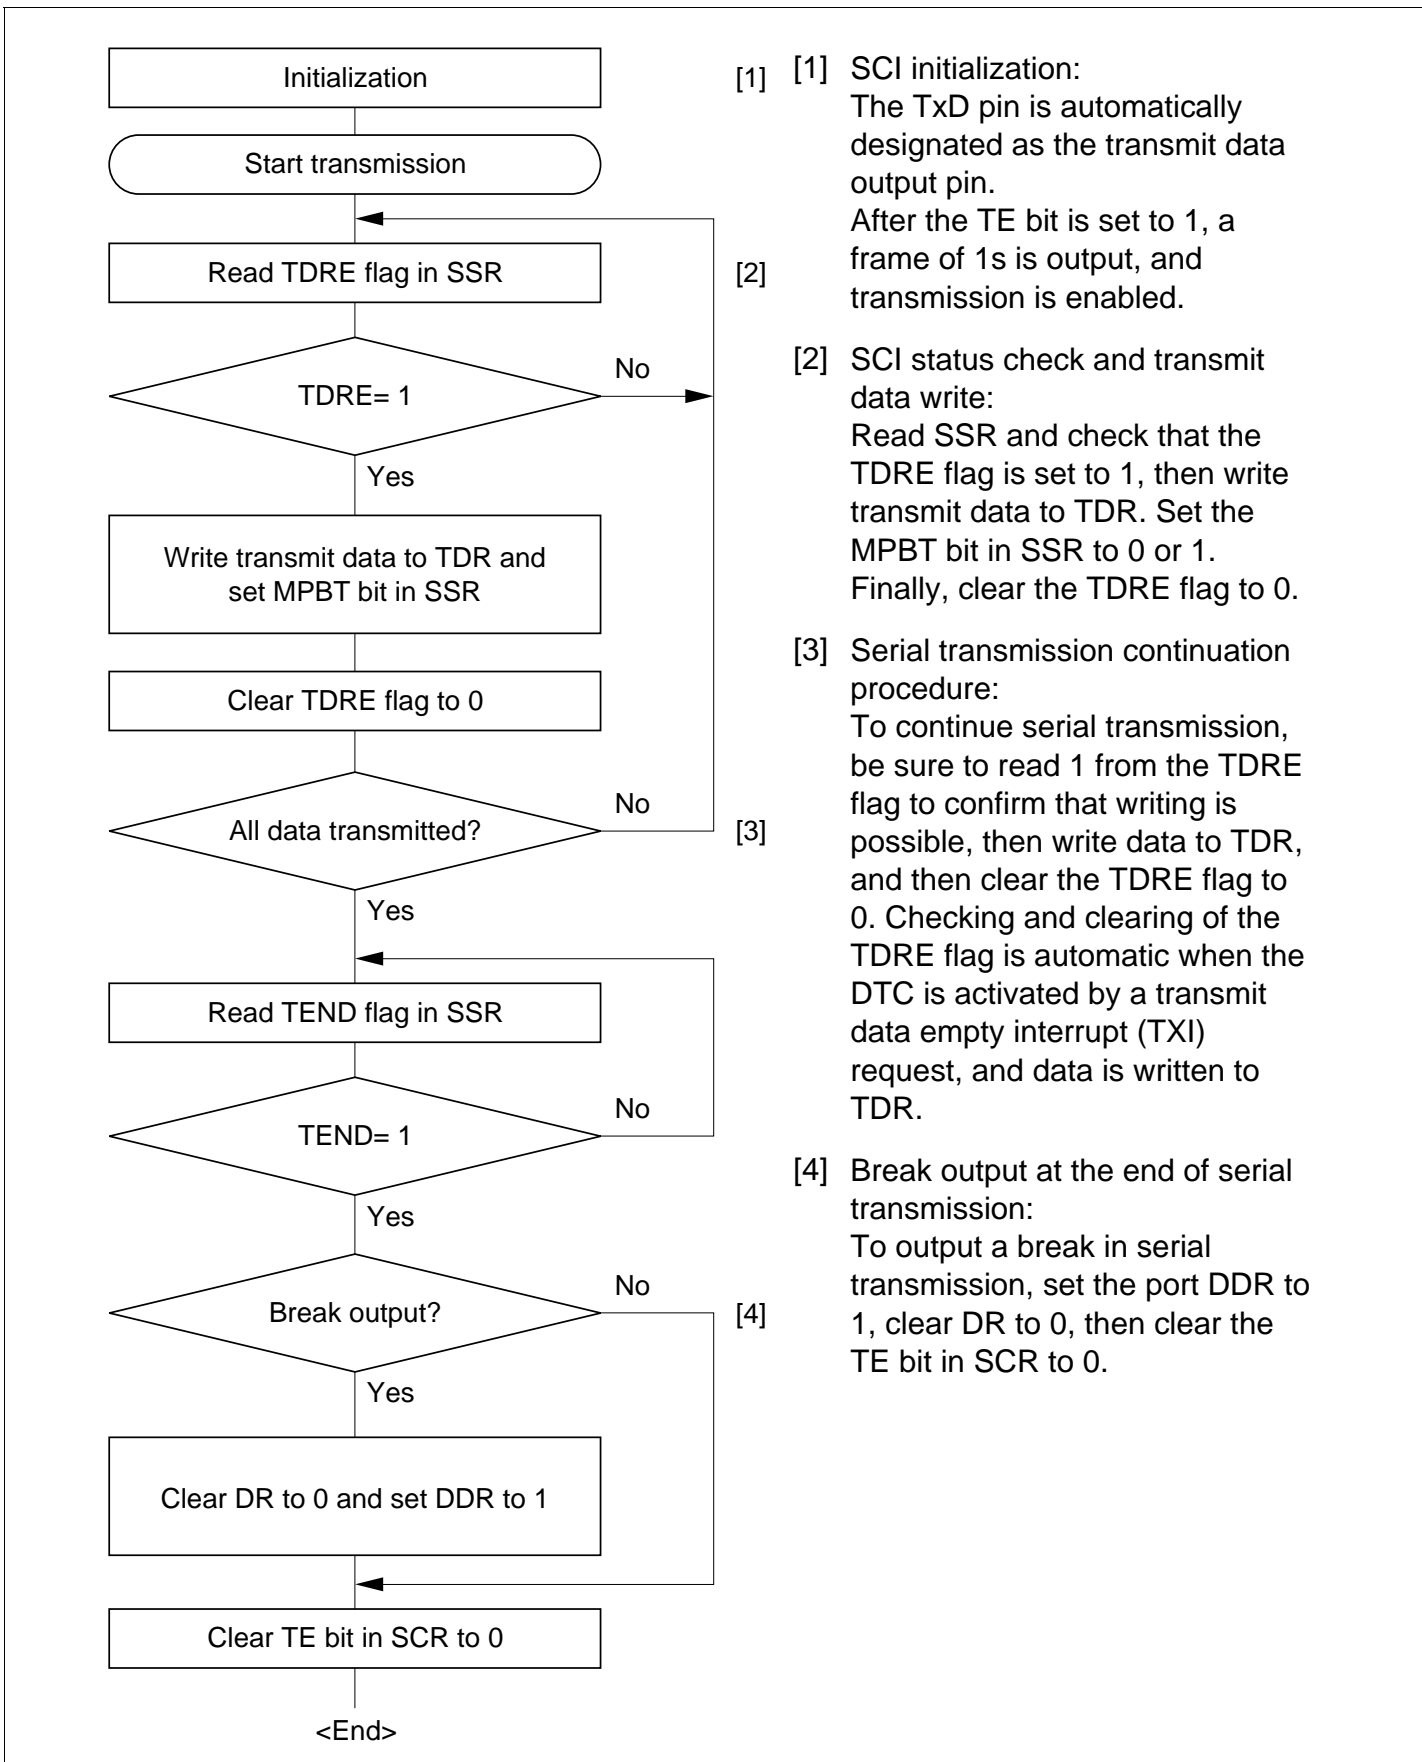 Initialization
[1]
Start transmission
Read TDRE flag in SSR
[2]
TDRE= 1
No
Yes
Write transmit data to TDR and
set MPBT bit in SSR
Clear TDRE flag to 0
All data transmitted?
No
[3]
Yes
Read TEND flag in SSR
TEND= 1
No
Yes
Break output?
No
[4]
Yes
Clear DR to 0 and set DDR to 1
Clear TE bit in SCR to 0
<End>
[1] SCI initialization:
The TxD pin is automatically
designated as the transmit data
output pin.
After the TE bit is set to 1, a
frame of 1s is output, and
transmission is enabled.
[2] SCI status check and transmit
data write:
Read SSR and check that the
TDRE flag is set to 1, then write
transmit data to TDR. Set the
MPBT bit in SSR to 0 or 1.
Finally, clear the TDRE flag to 0.
[3] Serial transmission continuation
procedure:
To continue serial transmission,
be sure to read 1 from the TDRE
flag to confirm that writing is
possible, then write data to TDR,
and then clear the TDRE flag to
0. Checking and clearing of the
TDRE flag is automatic when the
DTC is activated by a transmit
data empty interrupt (TXI)
request, and data is written to
TDR.
[4] Break output at the end of serial
transmission:
To output a break in serial
transmission, set the port DDR to
1, clear DR to 0, then clear the
TE bit in SCR to 0.